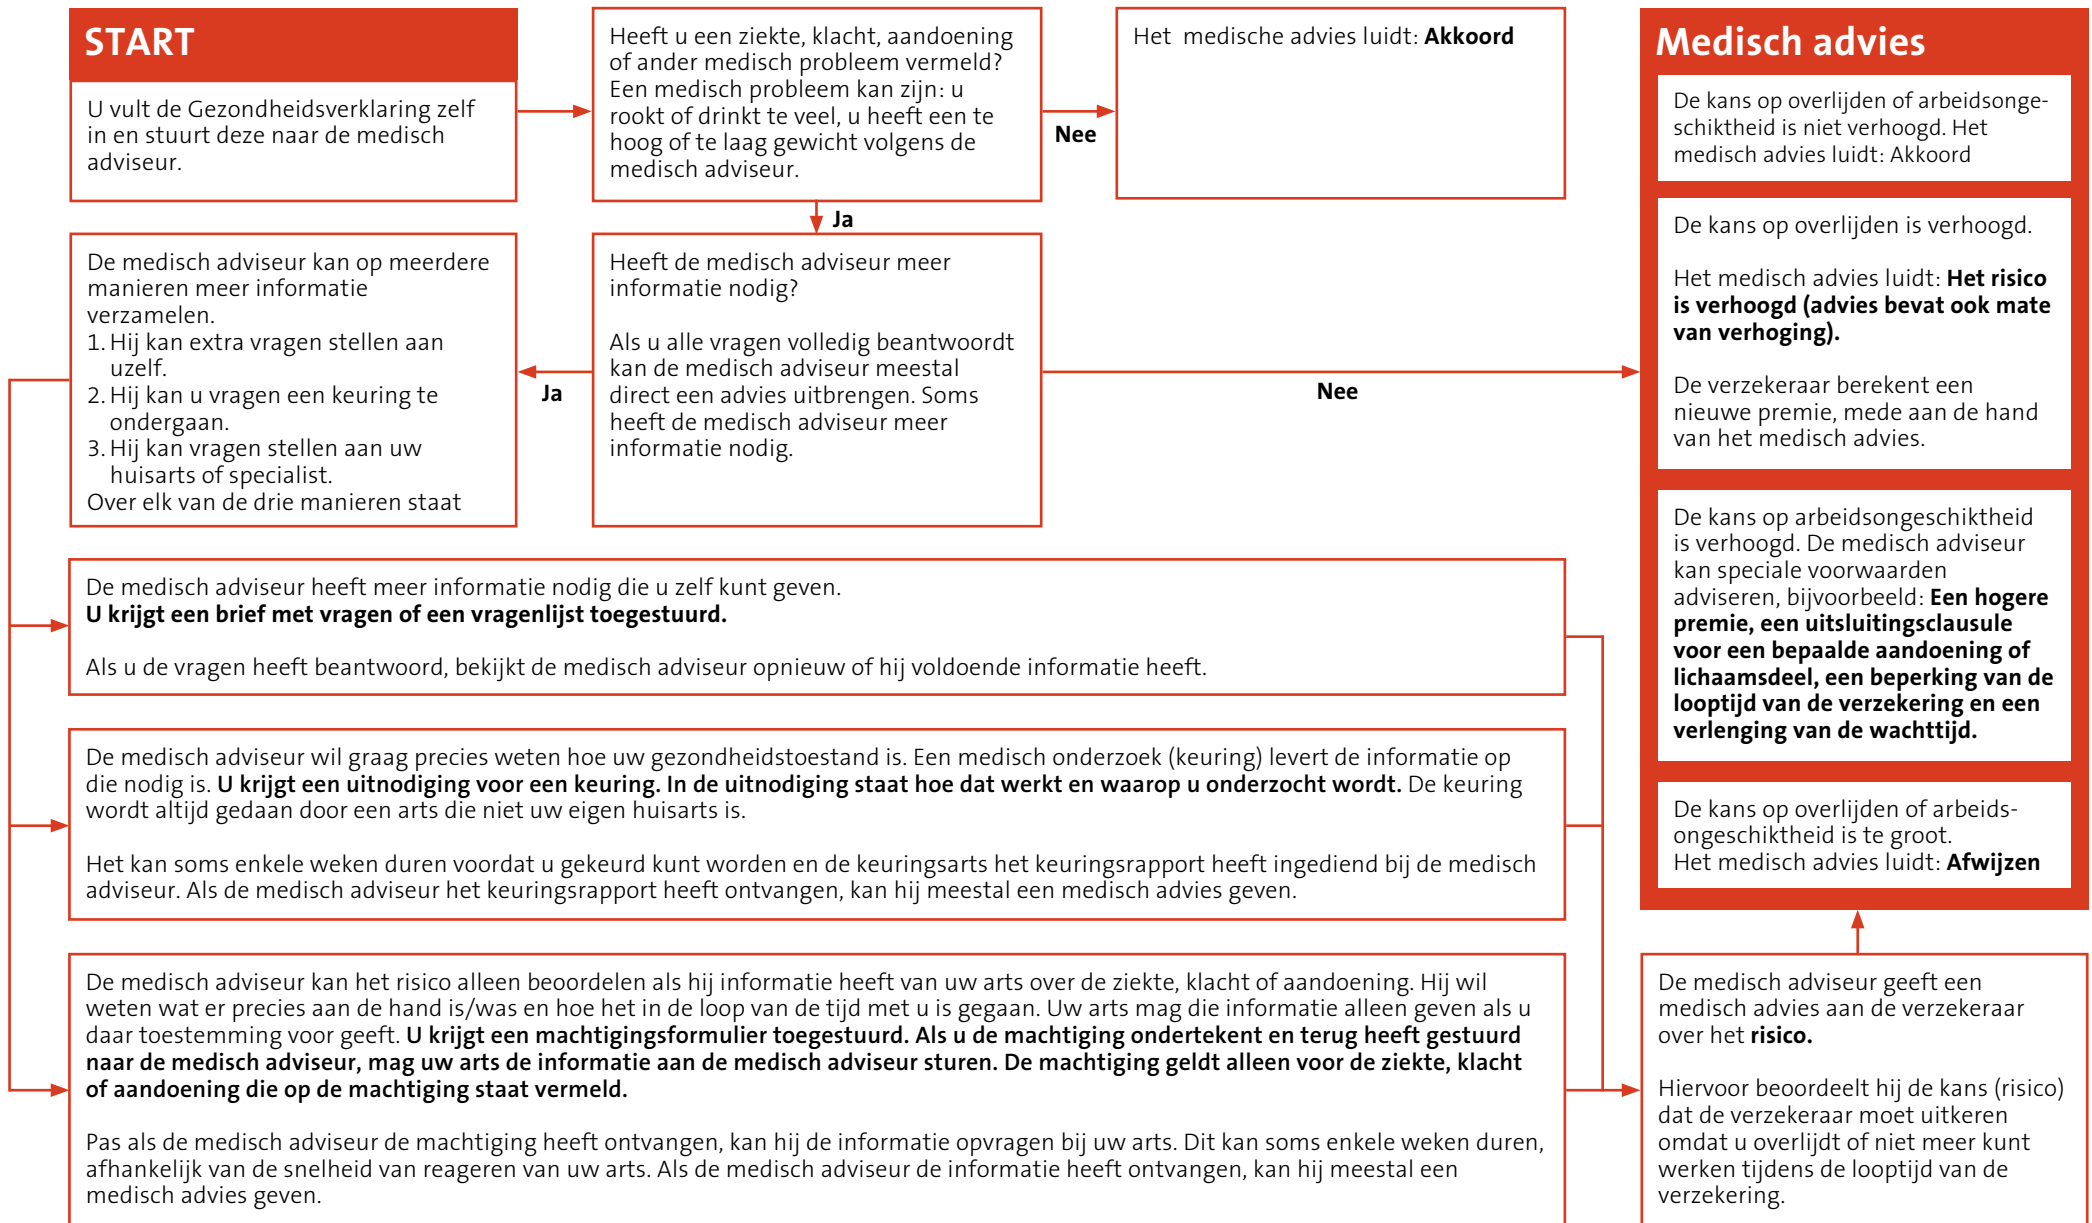 START
U vult de Gezondheidsverklaring zelf
in en stuurt deze naar de medisch
adviseur.
Heeft u een ziekte, klacht, aandoening
of ander medisch probleem vermeld?
Een medisch probleem kan zijn: u
rookt of drinkt te veel, u heeft een te
hoog of te laag gewicht volgens de
medisch adviseur.
Nee
Het medische advies luidt: Akkoord
Ja
Heeft de medisch adviseur meer
informatie nodig?
Als u alle vragen volledig beantwoordt
kan de medisch adviseur meestal
direct een advies uitbrengen. Soms
heeft de medisch adviseur meer
informatie nodig.
Ja
Nee
De medisch adviseur kan op meerdere
manieren meer informatie
verzamelen.
1. Hij kan extra vragen stellen aan
uzelf.
2. Hij kan u vragen een keuring te
ondergaan.
3. Hij kan vragen stellen aan uw
huisarts of specialist.
Over elk van de drie manieren staat
De medisch adviseur heeft meer informatie nodig die u zelf kunt geven.
U krijgt een brief met vragen of een vragenlijst toegestuurd.
Als u de vragen heeft beantwoord, bekijkt de medisch adviseur opnieuw of hij voldoende informatie heeft.
De medisch adviseur wil graag precies weten hoe uw gezondheidstoestand is. Een medisch onderzoek (keuring) levert de informatie op
die nodig is. U krijgt een uitnodiging voor een keuring. In de uitnodiging staat hoe dat werkt en waarop u onderzocht wordt. De keuring
wordt altijd gedaan door een arts die niet uw eigen huisarts is.
Het kan soms enkele weken duren voordat u gekeurd kunt worden en de keuringsarts het keuringsrapport heeft ingediend bij de medisch
adviseur. Als de medisch adviseur het keuringsrapport heeft ontvangen, kan hij meestal een medisch advies geven.
De medisch adviseur kan het risico alleen beoordelen als hij informatie heeft van uw arts over de ziekte, klacht of aandoening. Hij wil
weten wat er precies aan de hand is/was en hoe het in de loop van de tijd met u is gegaan. Uw arts mag die informatie alleen geven als u
daar toestemming voor geeft. U krijgt een machtigingsformulier toegestuurd. Als u de machtiging ondertekent en terug heeft gestuurd
naar de medisch adviseur, mag uw arts de informatie aan de medisch adviseur sturen. De machtiging geldt alleen voor de ziekte, klacht
of aandoening die op de machtiging staat vermeld.
Pas als de medisch adviseur de machtiging heeft ontvangen, kan hij de informatie opvragen bij uw arts. Dit kan soms enkele weken duren,
afhankelijk van de snelheid van reageren van uw arts. Als de medisch adviseur de informatie heeft ontvangen, kan hij meestal een
medisch advies geven.
De medisch adviseur geeft een
medisch advies aan de verzekeraar
over het risico.
Hiervoor beoordeelt hij de kans (risico)
dat de verzekeraar moet uitkeren
omdat u overlijdt of niet meer kunt
werken tijdens de looptijd van de
verzekering.
Medisch advies
De kans op overlijden of arbeidsonge-
schiktheid is niet verhoogd. Het
medisch advies luidt: Akkoord
De kans op overlijden is verhoogd.
Het medisch advies luidt: Het risico
is verhoogd (advies bevat ook mate
van verhoging).
De verzekeraar berekent een
nieuwe premie, mede aan de hand
van het medisch advies.
De kans op arbeidsongeschiktheid
is verhoogd. De medisch adviseur
kan speciale voorwaarden
adviseren, bijvoorbeeld: Een hogere
premie, een uitsluitingsclausule
voor een bepaalde aandoening of
lichaamsdeel, een beperking van de
looptijd van de verzekering en een
verlenging van de wachttijd.
De kans op overlijden of arbeids-
ongeschiktheid is te groot.
Het medisch advies luidt: Afwijzen